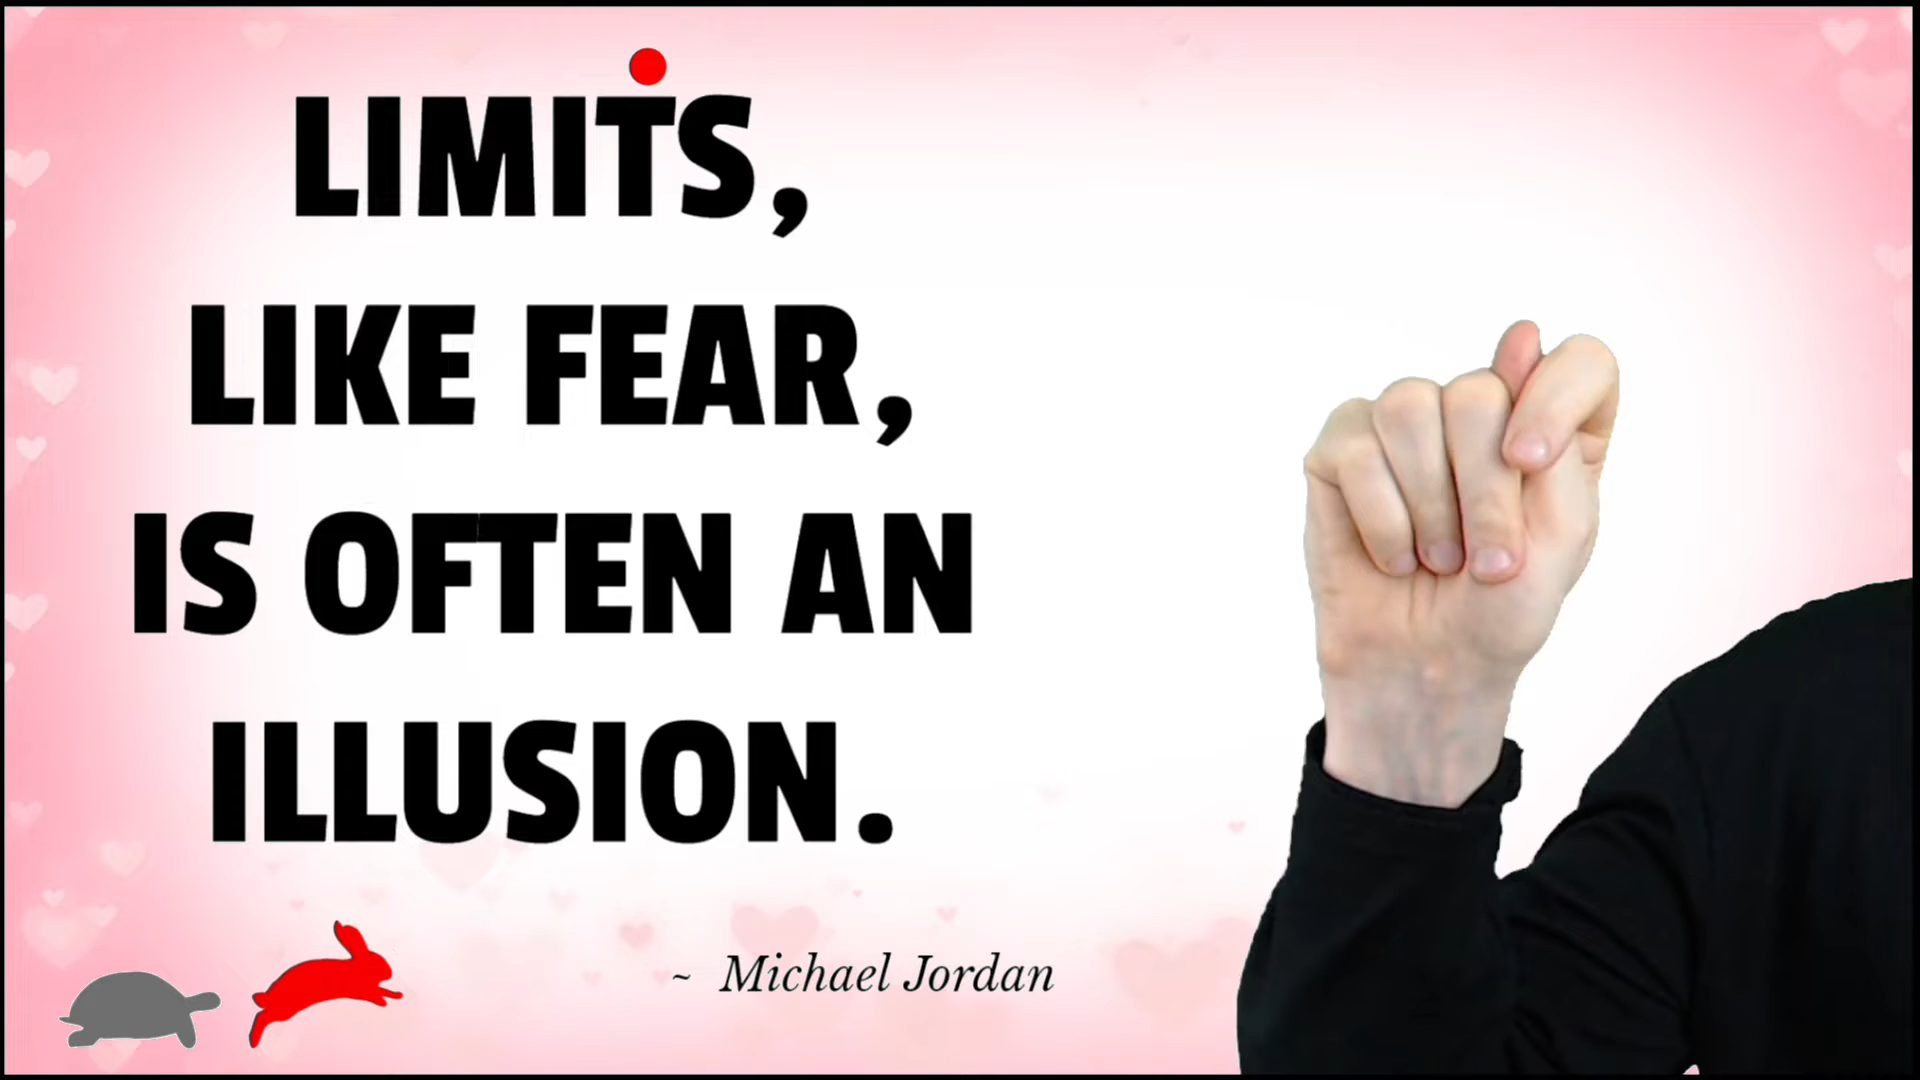 LIMITS,
LIKE FEAR,
IS OFTEN AN
ILLUSION.
~ Michael Jordan